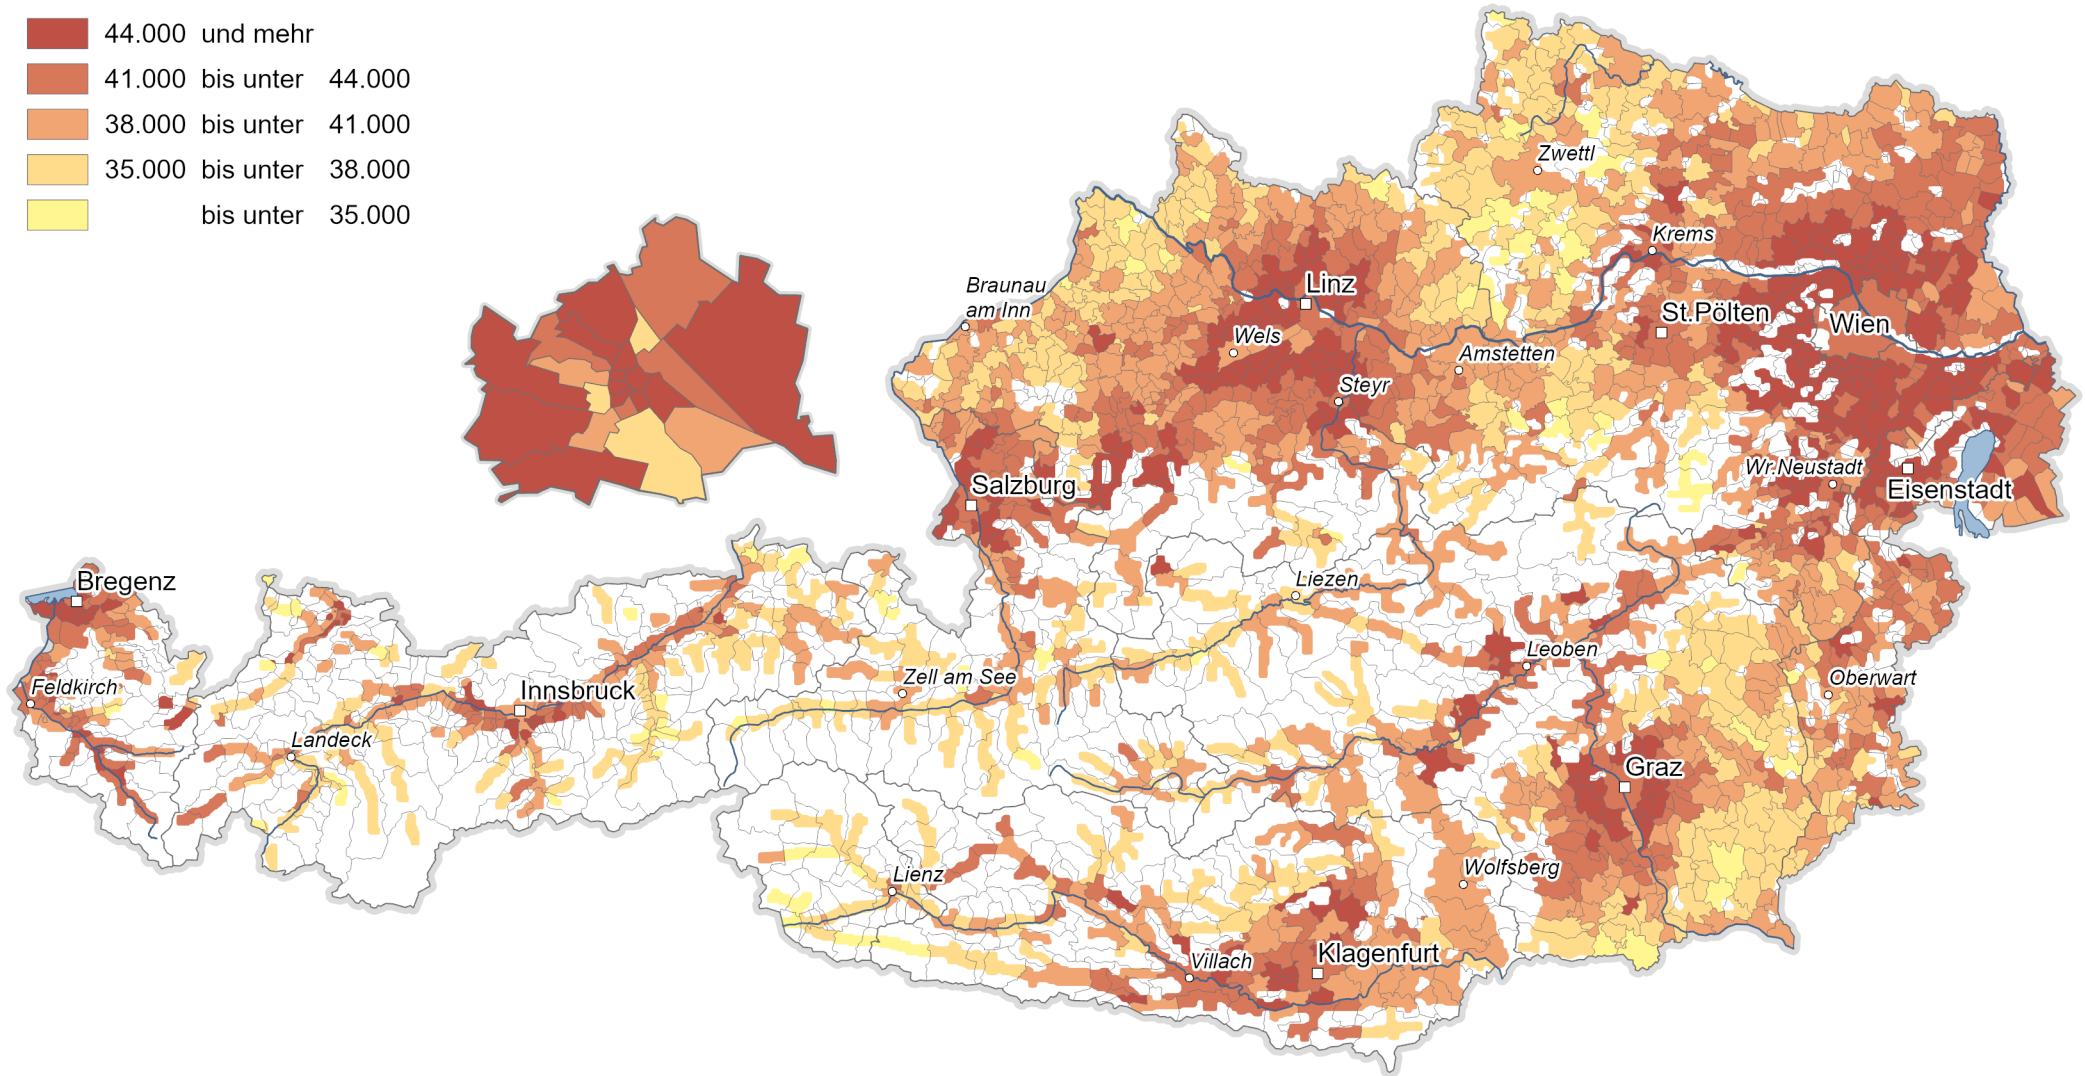 44.000 und mehr
41.000 bis unter 44.000
38.000 bis unter 41.000
35.000 bis unter 38.000
bis unter 35.000
Zwettl
Krems
Braunau
am Inn
Linz
St.Pölten
Wien
Wels
Amstetten
Steyr
Wr.Neustadt
Salzburg
Eisenstadt
Bregenz
Liezen
Leoben
Feldkirch
Innsbruck
Zell am See
Oberwart
Landeck
Graz
Lienz
Wolfsberg
Villach
Klagenfurt